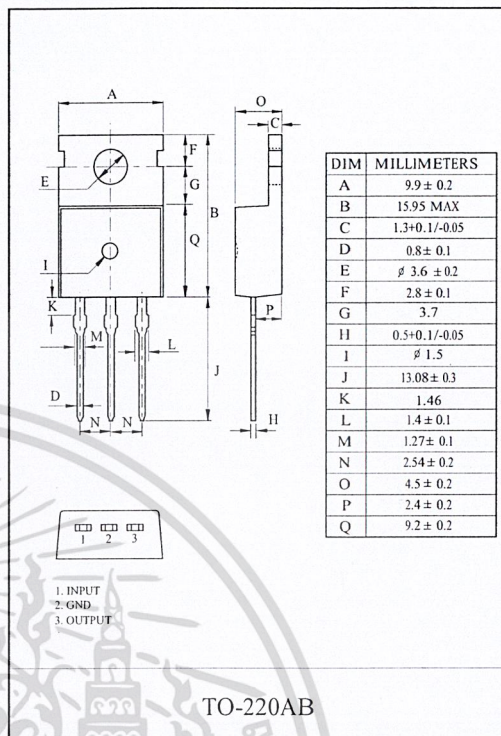 A
O
C
F
E
G
B
Q
I
K
P
M
L
J
D
N
N
H
DIM MILLIMETERS
A 9.9 ± 0.2
B 15.95 MAX
C 1.3+0.1/-0.05
D 0.8 ± 0.1
E ø 3.6 ± 0.2
F 2.8 ± 0.1
G 3.7
H 0.5+0.1/-0.05
I ø 1.5
J 13.08 ± 0.3
K 1.46
L 1.4 ± 0.1
M 1.27 ± 0.1
N 2.54 ± 0.2
O 4.5 ± 0.2
P 2.4 ± 0.2
Q 9.2 ± 0.2
1 2 3
1. INPUT
2. GND
3. OUTPUT
TO-220AB